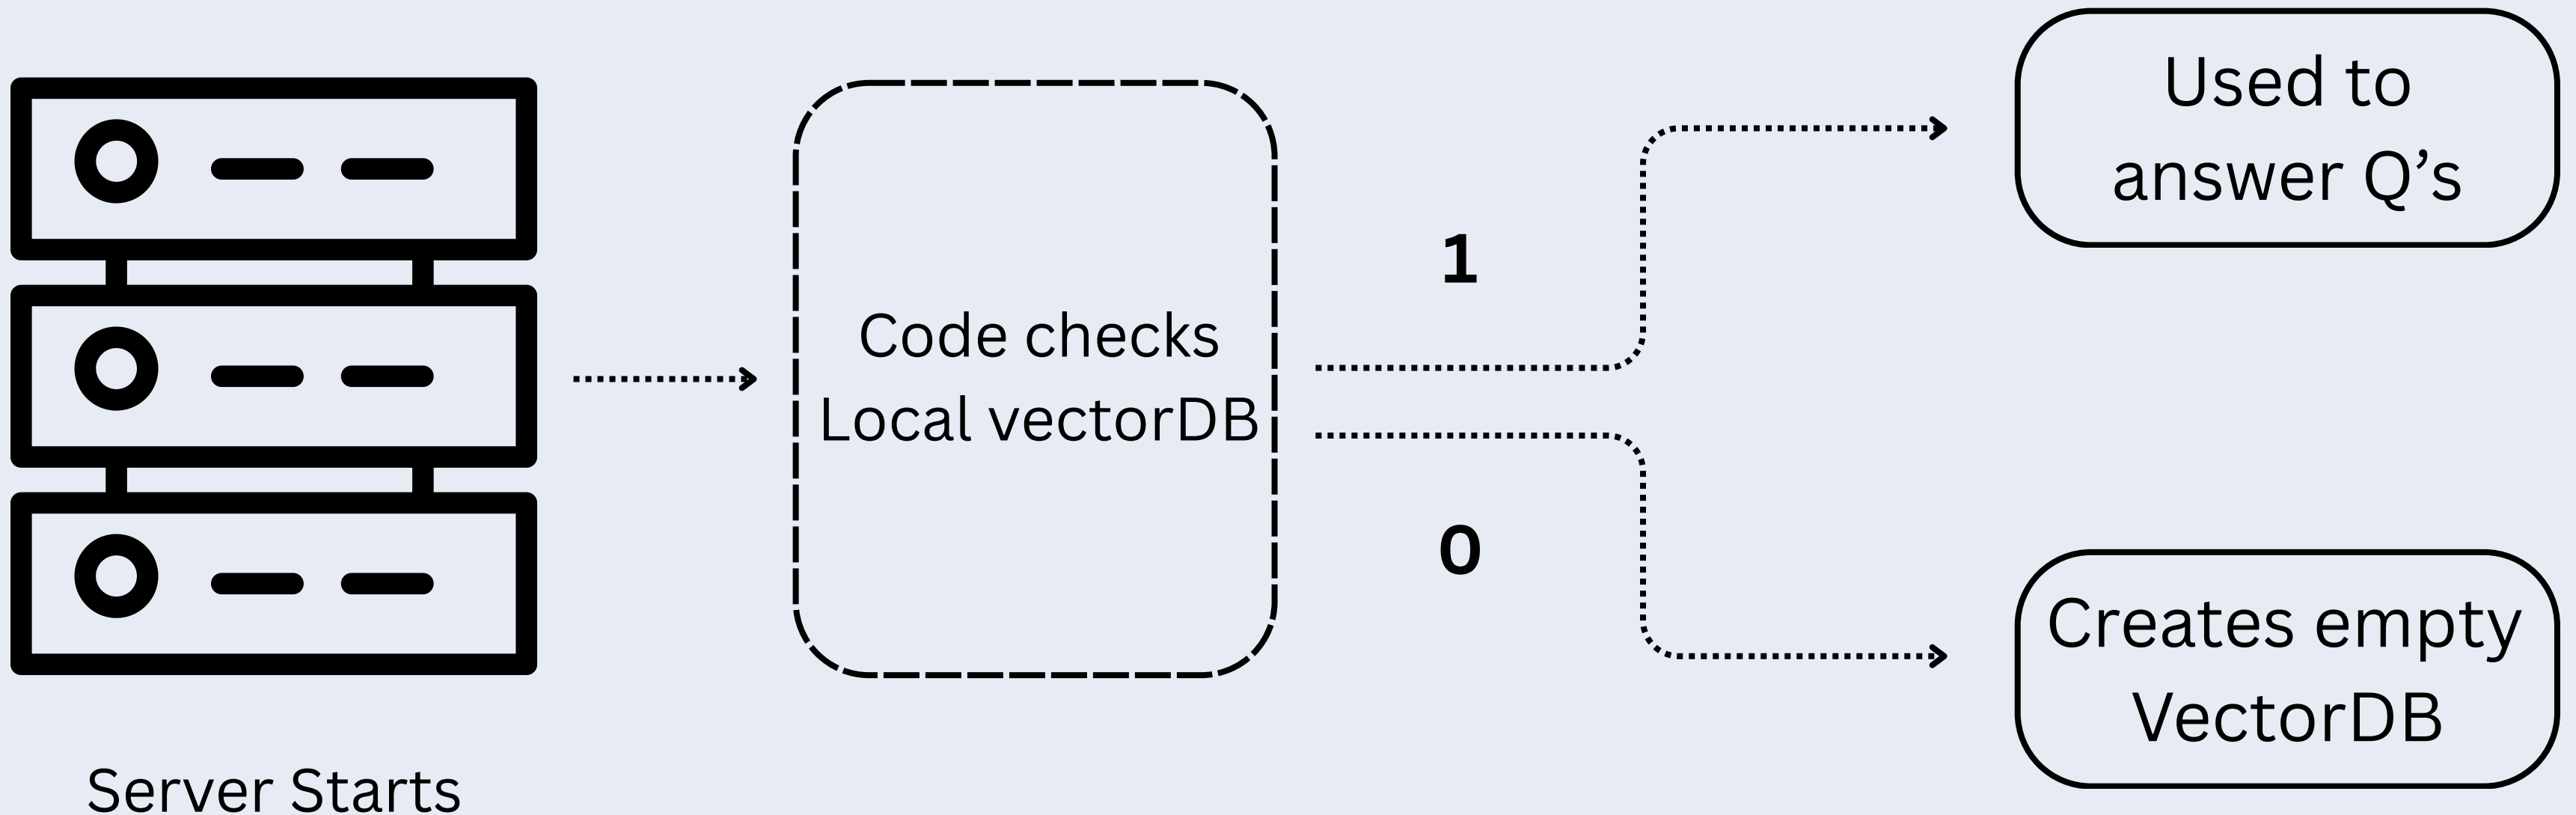 Server Starts
Code checks
Local vectorDB
1
0
Used to
answer Q’s
Creates empty
VectorDB